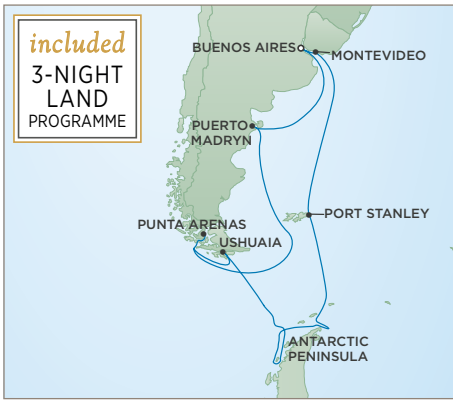 included
3-NIGHT
LAND
PROGRAMME
BUENOS AIRES
MONTEVIDEO
PUERTO
MADRYN
PUNTA ARENAS
PORT STANLEY
USHUAIA
ANTARCTIC
PENINSULA